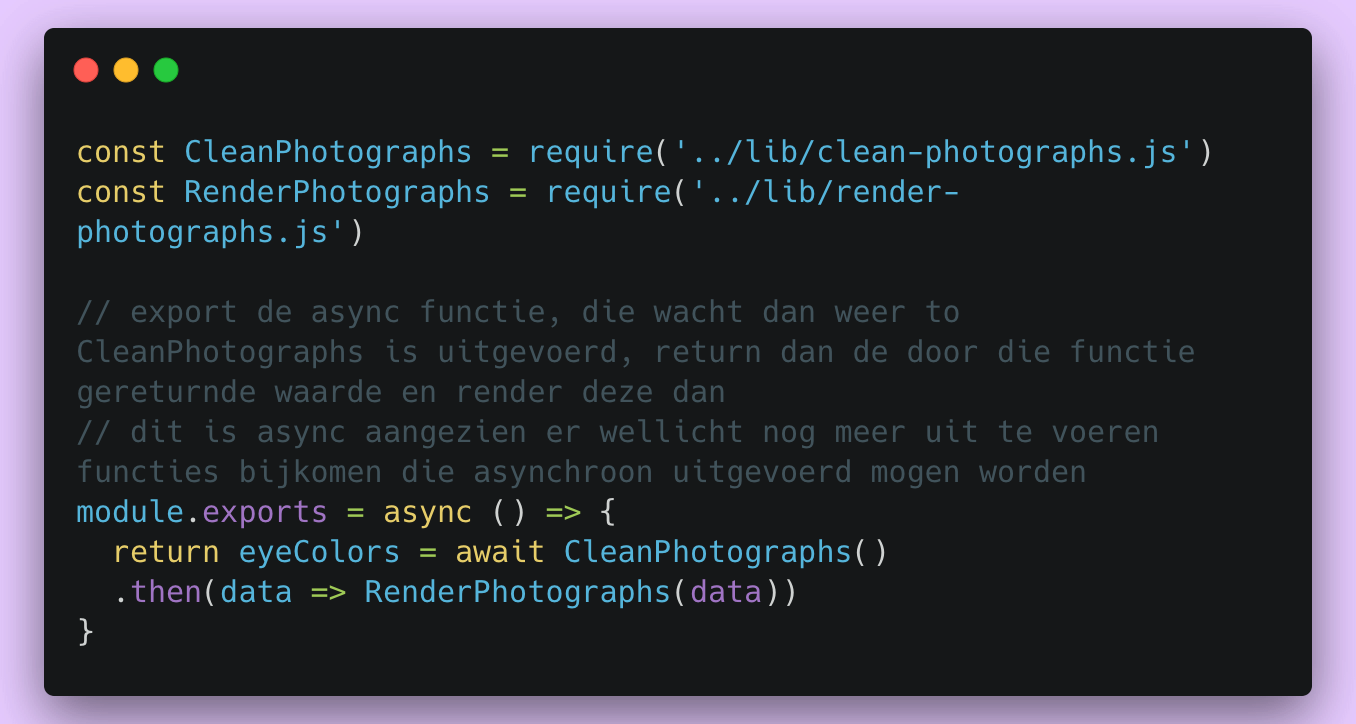 const CleanPhotographs = require('../lib/clean-photographs.js')
const RenderPhotographs = require('../lib/render-
photographs.js')

// export de async functie, die wacht dan weer to
CleanPhotographs is uitgevoerd, return dan de door die functie
gereturnde waarde en render deze dan
// dit is async aangezien er wellicht nog meer uit te voeren
functies bijkomen die asynchroon uitgevoerd mogen worden
module.exports = async () => {
  return eyeColors = await CleanPhotographs()
  .then(data => RenderPhotographs(data))
}